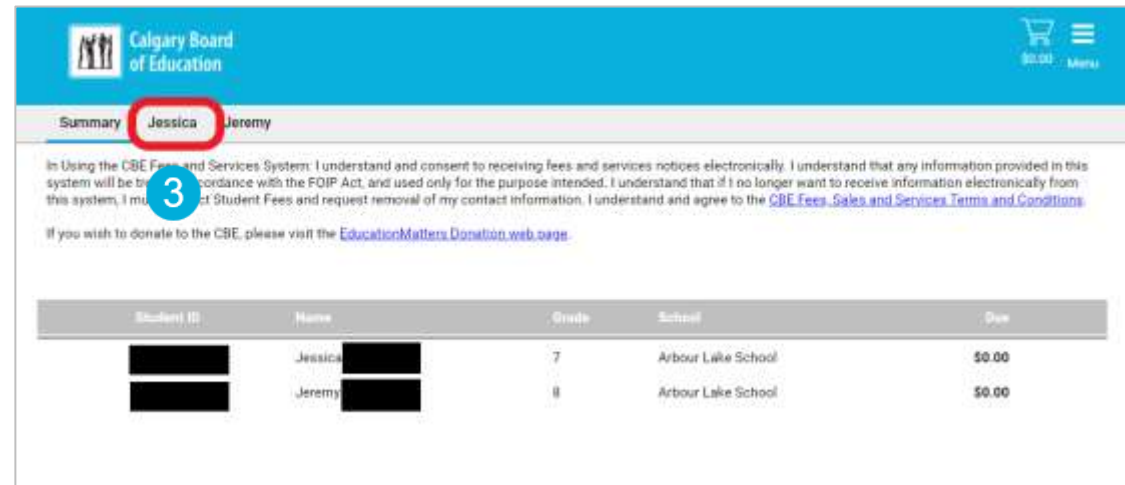 Calgary Board
of Education
$0.00 Menu
Summary Jessica Jeremy
In Using the CBE Fees and Services System: I understand and consent to receiving fees and services notices electronically. I understand that any information provided in this
system will be cordance with the FOIP Act, and used only for the purpose intended. I understand that if I no longer want to receive information electronically from
this system, I ct Student Fees and request removal of my contact information. I understand and agree to the CBE Fees, Sales and Services Terms and Conditions.
3
If you wish to donate to the CBE, please visit the EducationMatters Donation web page.
Student ID Name Grade School Due
Jessica 7 Arbour Lake School $0.00
Jeremy 8 Arbour Lake School $0.00